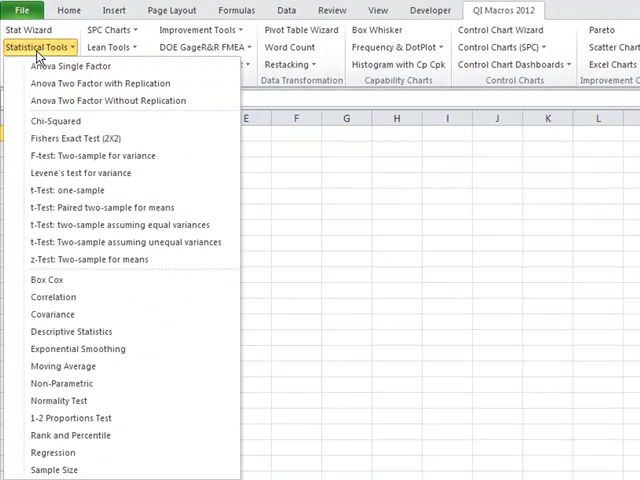 File Home Insert Page Layout Formulas Data Review View Developer QI Macros 2012
Stat Wizard SPC Charts Improvement Tools Pivot Table Wizard Box Whisker Control Chart Wizard Pareto
Statistical Tools Lean Tools DOE GageR&R FMEA Word Count Frequency & DotPlot Control Charts (SPC) Scatter Char
Restacking Histogram with Cp Cpk Control Chart Dashboards Excel Charts
Data Transformation Capability Charts Control Charts Improvement C
Anova Single Factor
Anova Two Factor with Replication
Anova Two Factor Without Replication
E F G H I J K L
Chi-Squared
Fishers Exact Test (2X2)
F-test: Two-sample for variance
Levene's test for variance
t-Test: one-sample
t-Test: Paired two-sample for means
t-Test: two-sample assuming equal variances
t-Test: Two-sample assuming unequal variances
z-Test: Two-sample for means
Box Cox
Correlation
Covariance
Descriptive Statistics
Exponential Smoothing
Moving Average
Non-Parametric
Normality Test
1-2 Proportions Test
Rank and Percentile
Regression
Sample Size